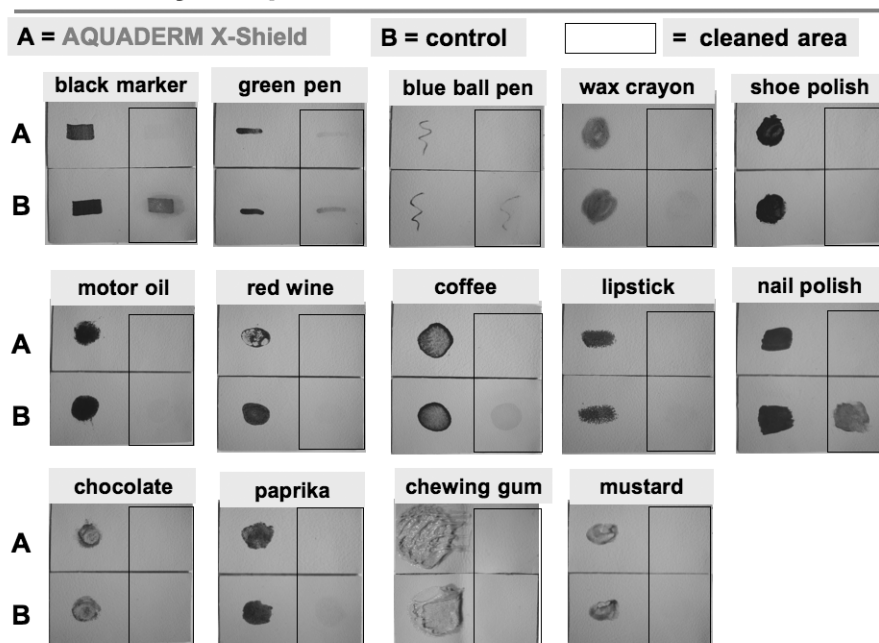 A = AQUADERM X-Shield B = control = cleaned area
black marker green pen blue ball pen wax crayon shoe polish
A
B
motor oil red wine coffee lipstick nail polish
A
B
chocolate paprika chewing gum mustard
A
B